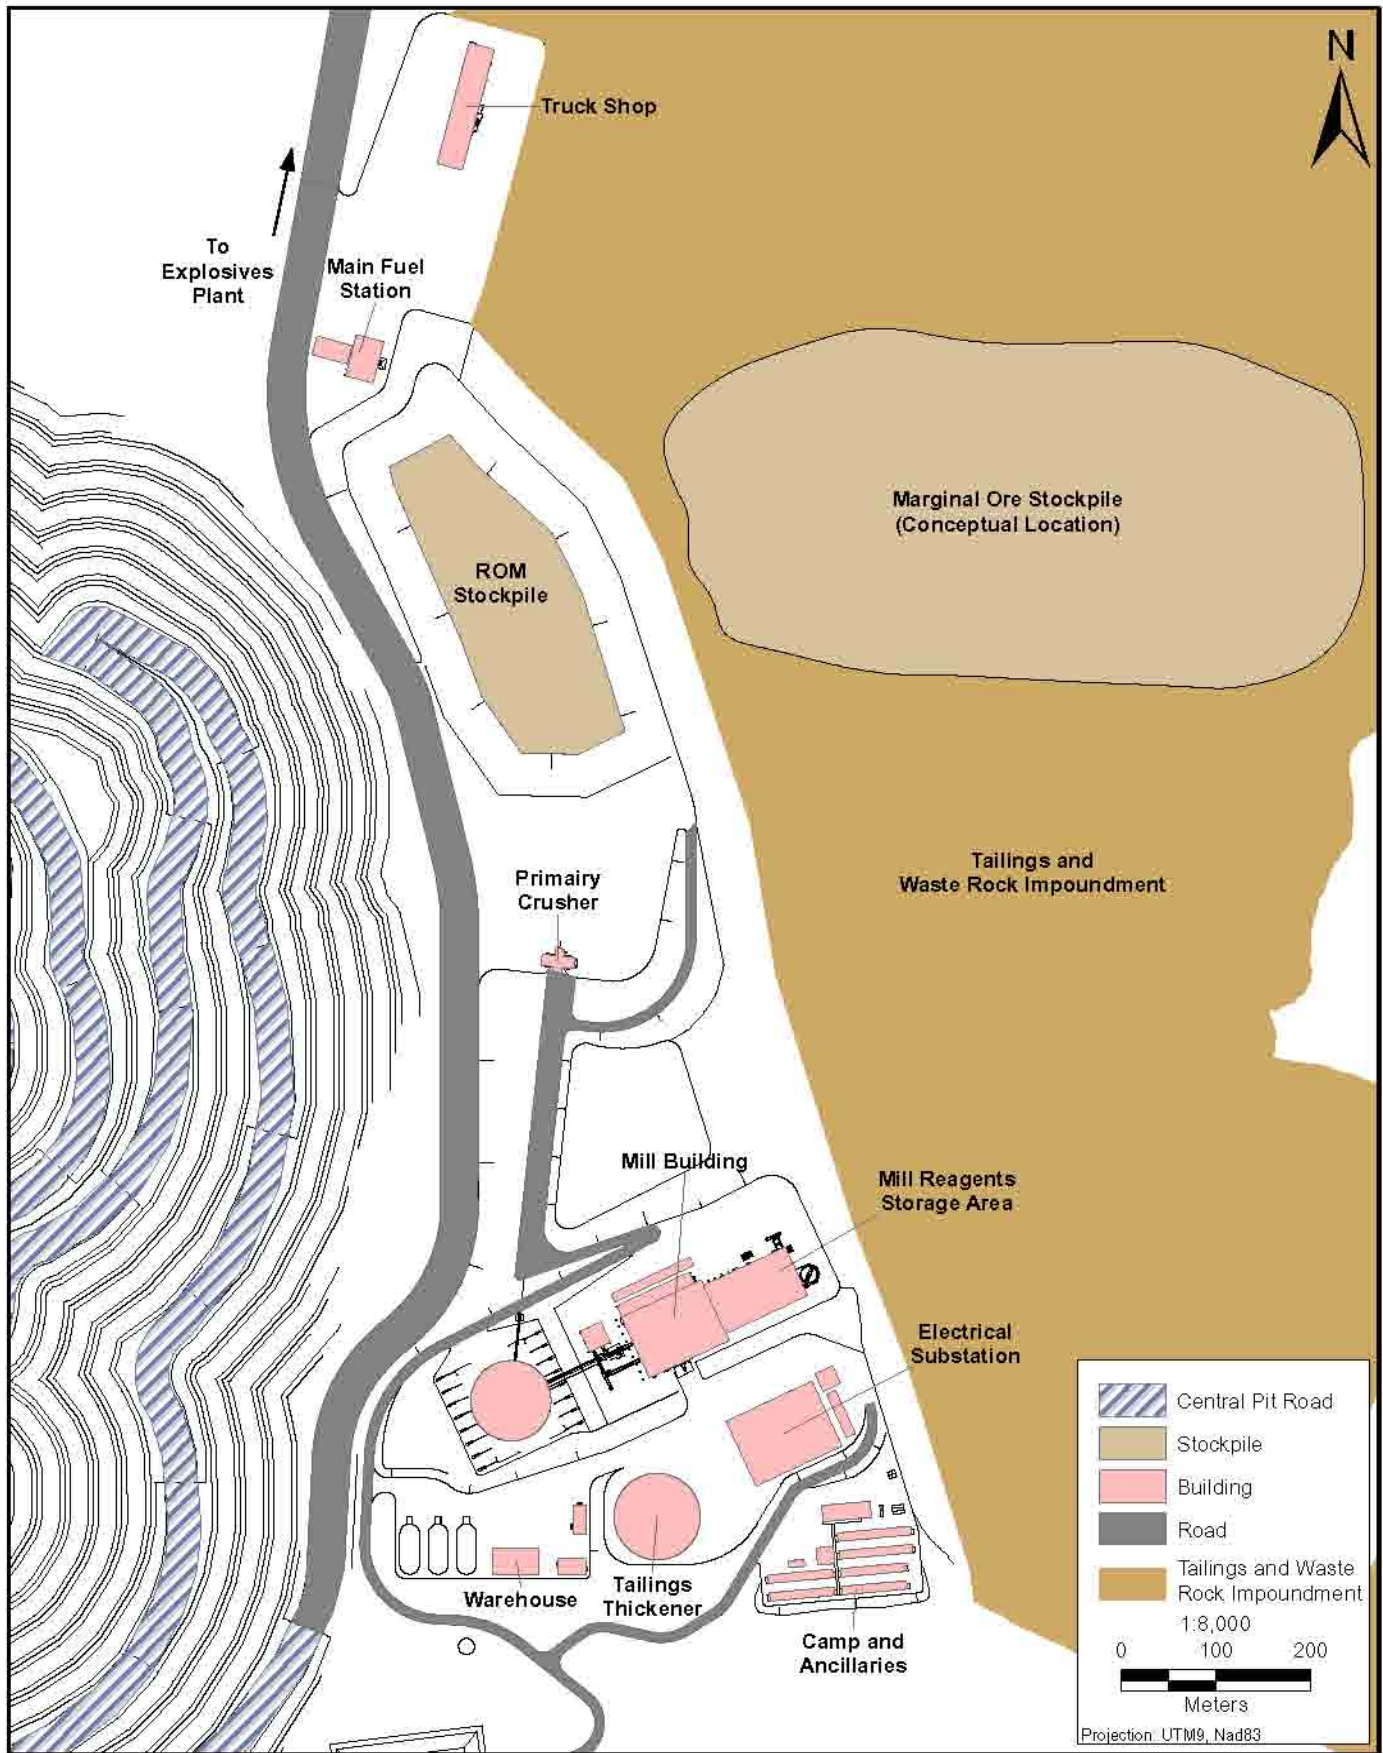 N
Truck Shop
To
Explosives
Plant
Main Fuel
Station
Marginal Ore Stockpile
(Conceptual Location)
ROM
Stockpile
Tailings and
Waste Rock Impoundment
Primairy
Crusher
Mill Building
Mill Reagents
Storage Area
Electrical
Substation
Warehouse
Tailings
Thickener
Camp and
Ancillaries
Central Pit Road
Stockpile
Building
Road
Tailings and Waste
Rock Impoundment
1:8,000
0 100 200
Meters
Projection: UTM9, Nad83